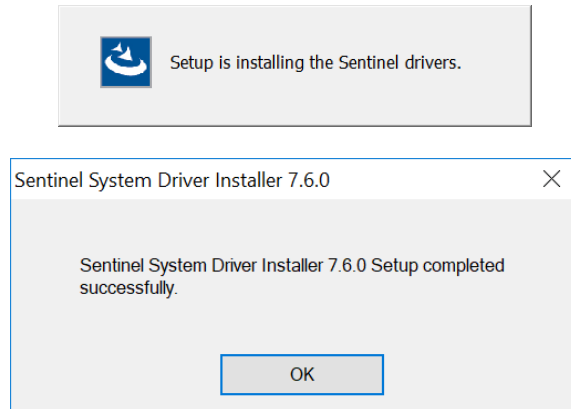 Setup is installing the Sentinel drivers.
Sentinel System Driver Installer 7.6.0
Sentinel System Driver Installer 7.6.0 Setup completed
successfully.
OK